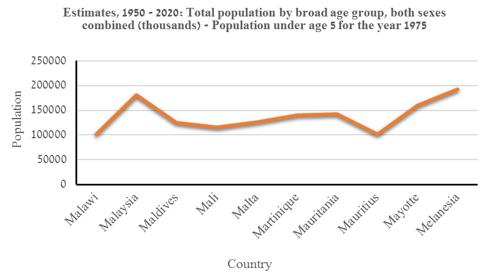 Estimates, 1950 - 2020: Total population by broad age group, both sexes
combined (thousands) - Population under age 5 for the year 1975
250000
200000
150000
100000
50000
0
Population
Malawi
Malaysia
Maldives
Mali
Malta
Martinique
Mauritania
Mauritius
Mayotte
Melanesia
Country